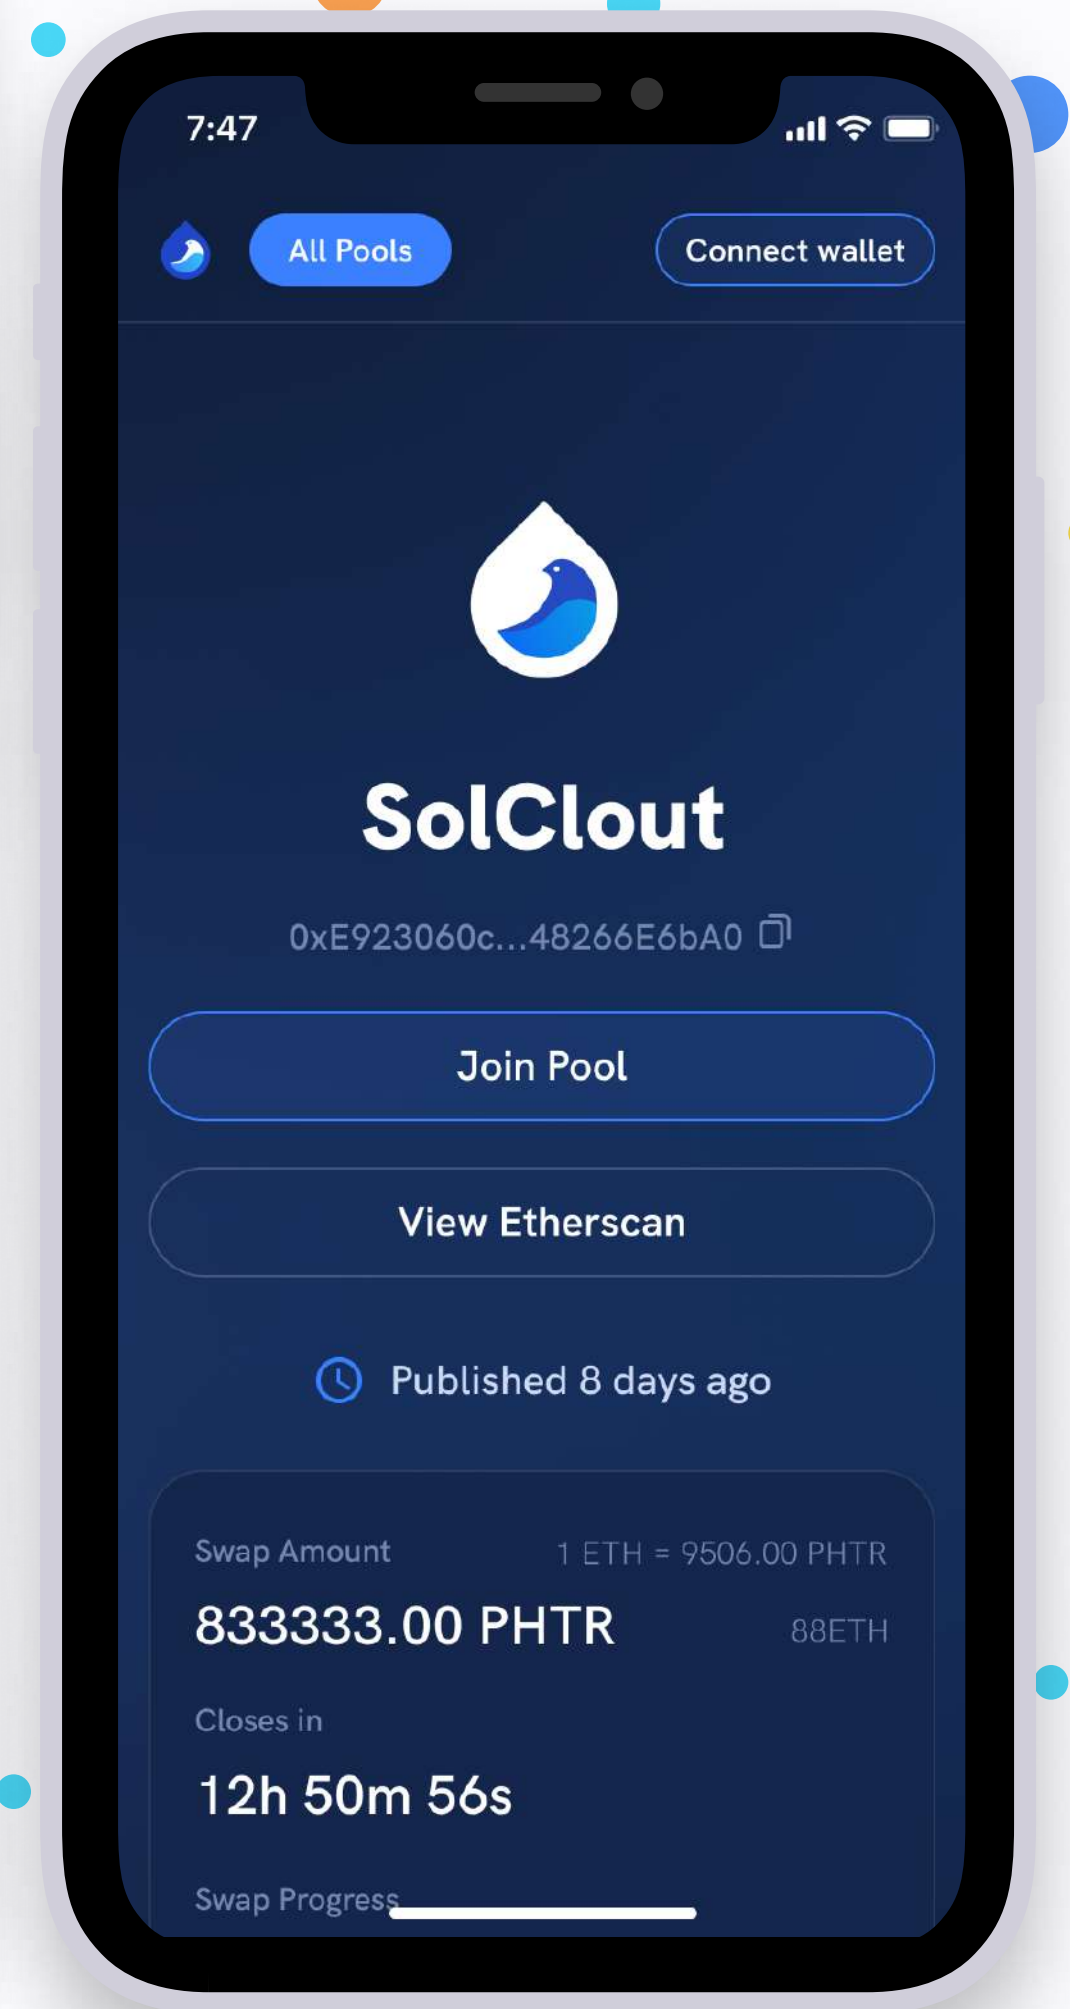 7:47
All Pools
Connect wallet
SolClout
0xE923060c...48266E6bA0
Join Pool
View Etherscan
Published 8 days ago
Swap Amount
1 ETH = 9506.00 PHTR
833333.00 PHTR
88ETH
Closes in
12h 50m 56s
Swap Progress